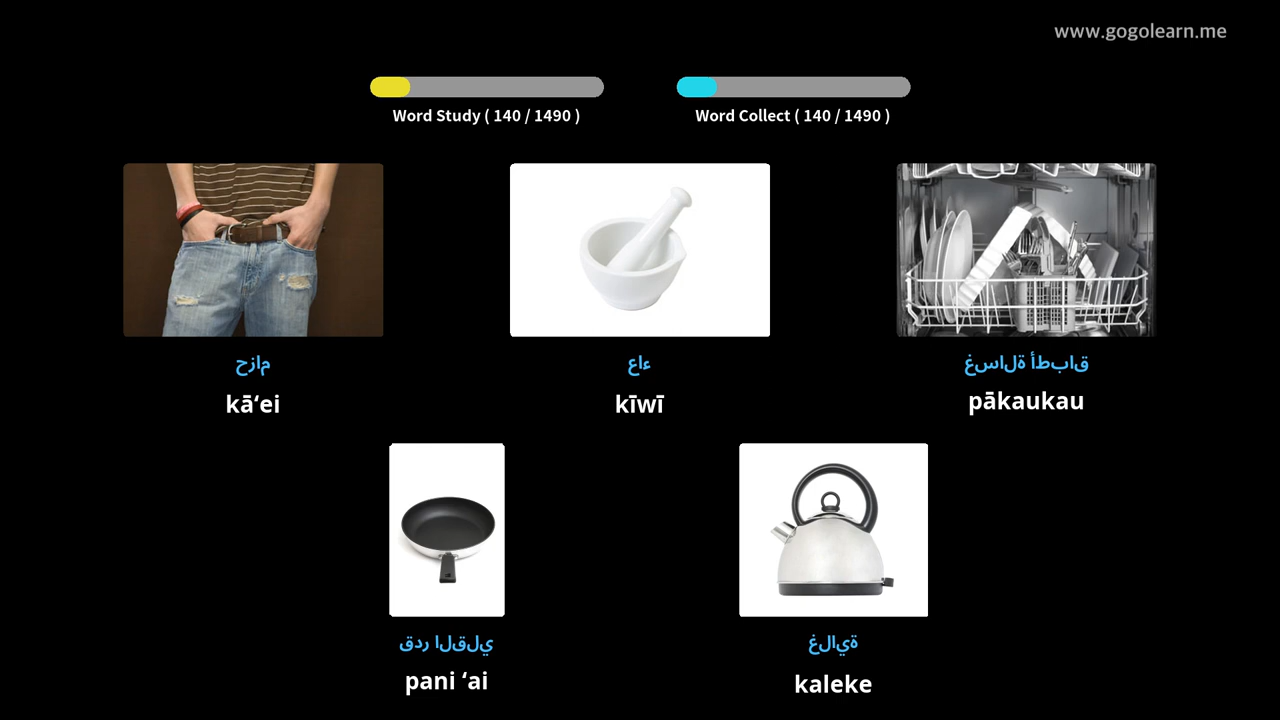 www.gogolearn.me
Word Study ( 140 / 1490 )
Word Collect ( 140 / 1490 )
حزام
kāʻei
عاء
kīwī
غسالة أطباق
pākaukau
قدر القلي
pani ʻai
غلاية
kaleke